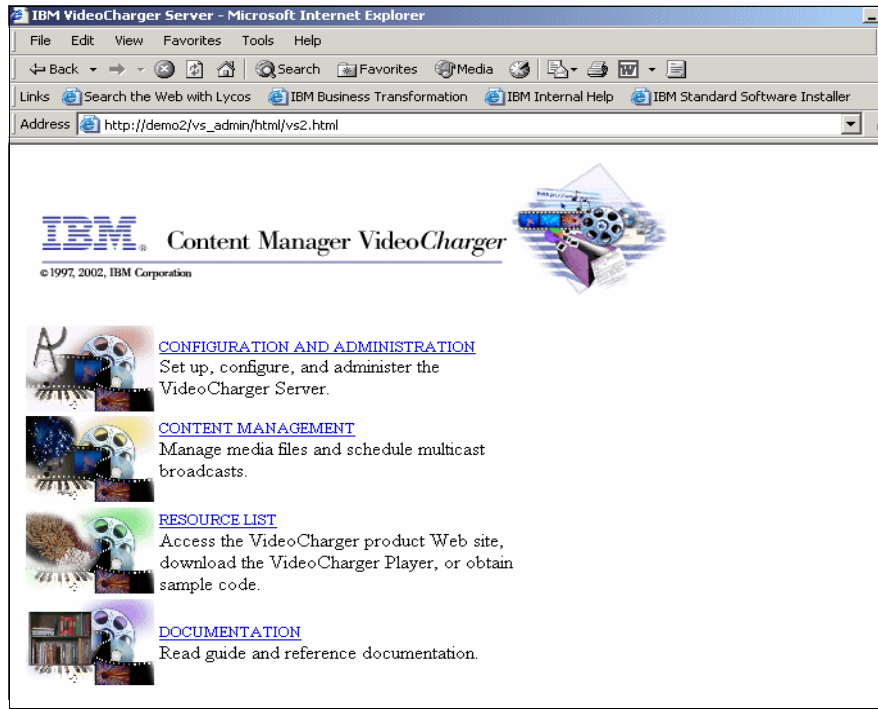 IBM VideoCharger Server - Microsoft Internet Explorer
File Edit View Favorites Tools Help
Back Search Favorites Media
Links Search the Web with Lycos IBM Business Transformation IBM Internal Help IBM Standard Software Installer
Address http://demo2/vs_admin/html/vs2.html
IBM® Content Manager VideoCharger
©1997, 2002, IBM Corporation
CONFIGURATION AND ADMINISTRATION
Set up, configure, and administer the
VideoCharger Server.
CONTENT MANAGEMENT
Manage media files and schedule multicast
broadcasts.
RESOURCE LIST
Access the VideoCharger product Web site,
download the VideoCharger Player, or obtain
sample code.
DOCUMENTATION
Read guide and reference documentation.